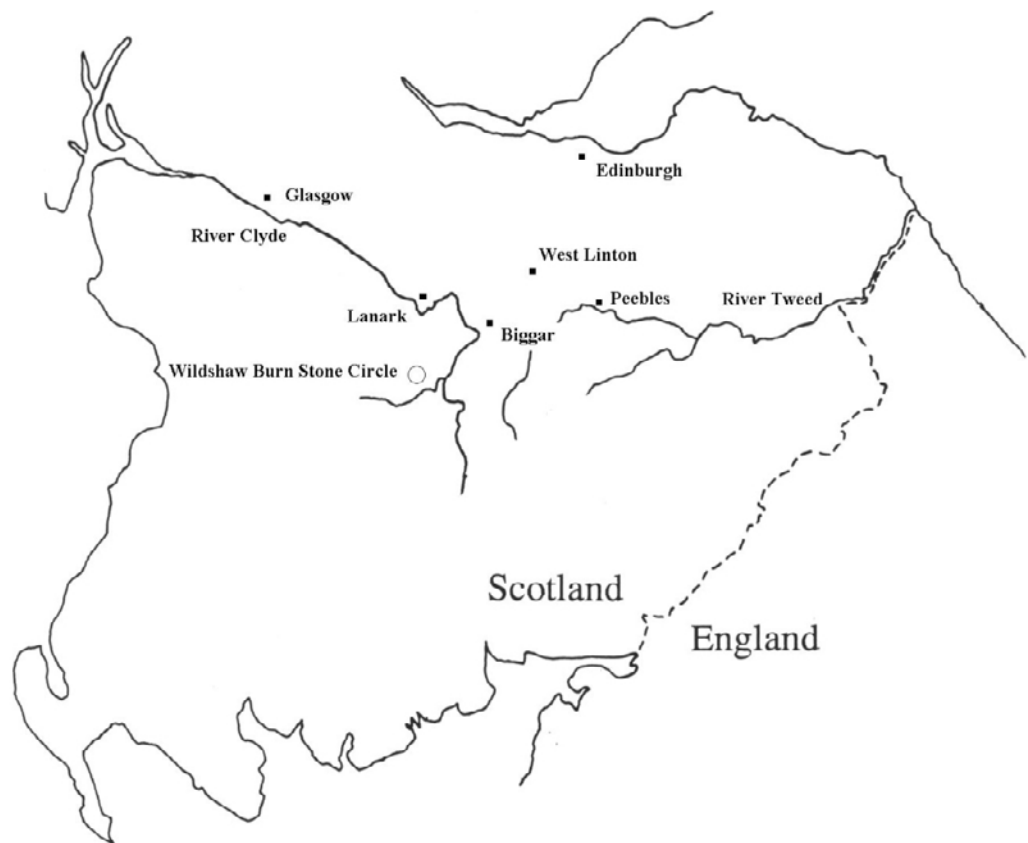 Edinburgh
Glasgow
River Clyde
West Linton
Lanark
Peebles
River Tweed
Biggar
Wildshaw Burn Stone Circle
Scotland
England